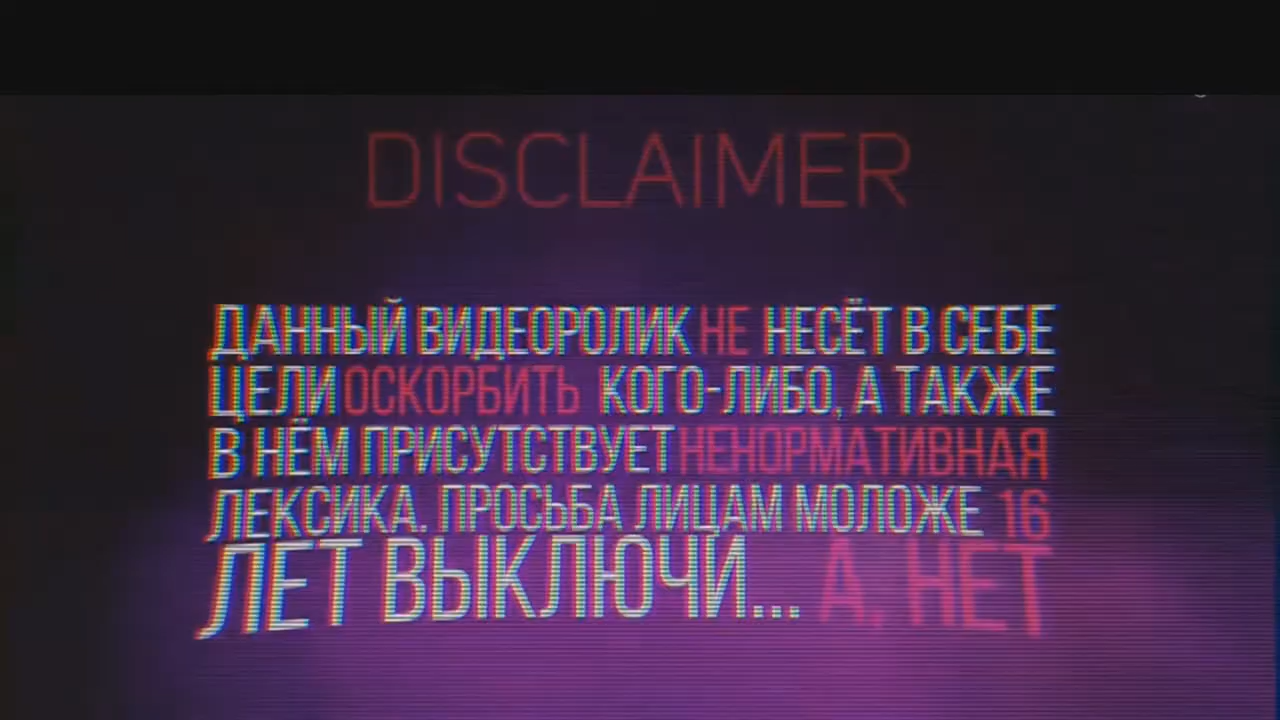 DISCLAIMER
ДАННЫЙ ВИДЕОРОЛИК НЕ НЕСЁТ В СЕБЕ
ЦЕЛИ ОСКОРБИТЬ КОГО-ЛИБО, А ТАКЖЕ
В НЁМ ПРИСУТСТВУЕТ НЕНОРМАТИВНАЯ
ЛЕКСИКА. ПРОСЬБА ЛИЦАМ МОЛОЖЕ 16
ЛЕТ ВЫКЛЮЧИ... А, НЕТ